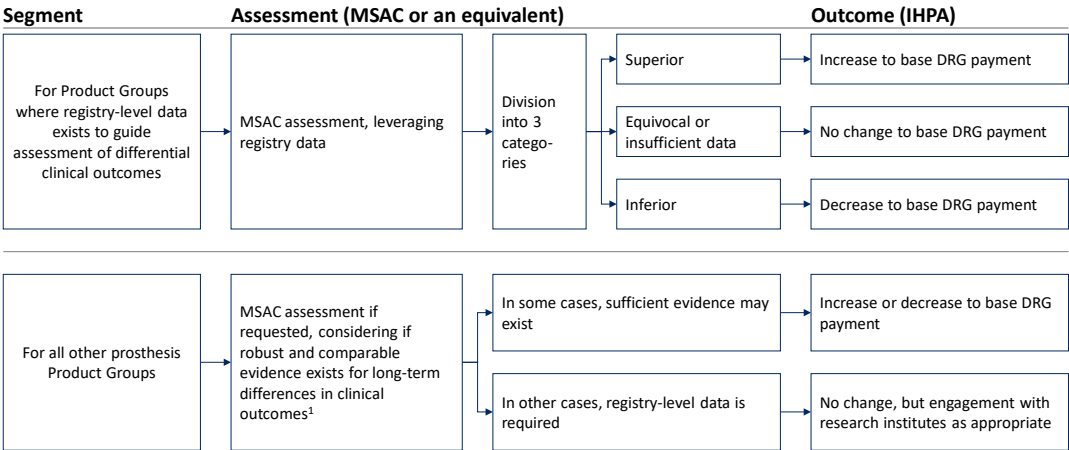 Segment
Assessment (MSAC or an equivalent)
Outcome (IHPA)
For Product Groups
where registry-level data
exists to guide
assessment of differential
clinical outcomes
MSAC assessment, leveraging
registry data
Division
into 3
catego-
ries
Superior
Increase to base DRG payment
Equivocal or
insufficient data
No change to base DRG payment
Inferior
Decrease to base DRG payment
For all other prosthesis
Product Groups
MSAC assessment if
requested, considering if
robust and comparable
evidence exists for long-term
differences in clinical
outcomes¹
In some cases, sufficient evidence may
exist
Increase or decrease to base DRG
payment
In other cases, registry-level data is
required
No change, but engagement with
research institutes as appropriate